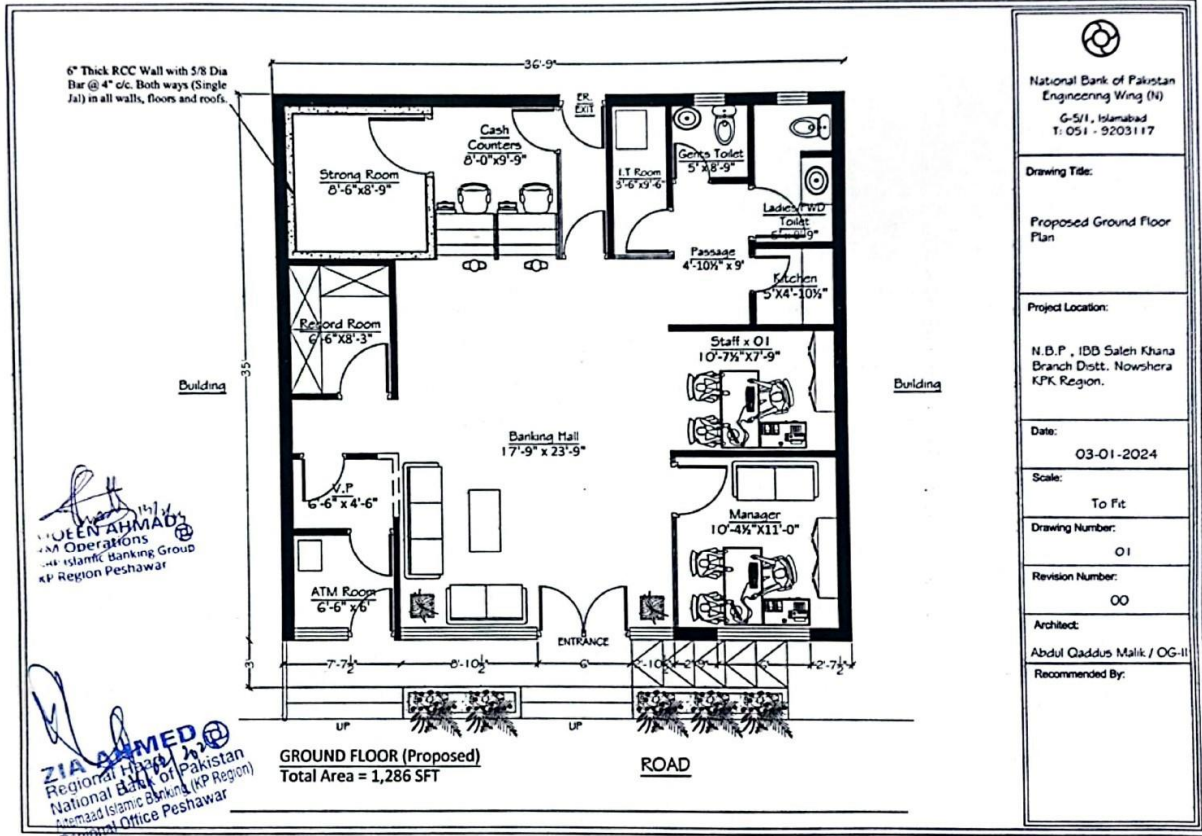 6" Thick RCC Wall with 5/8 Dia
Bar @ 4" c/c. Both ways (Single
Jal) in all walls, floors and roofs.
36'-9"
ER.
EXIT
Cash
Counters
8'-0"x9'-9"
Strong Room
8'-6"x8'-9"
I.T Room
3'-6"x9'-6"
Gents Toilet
5' x 8'-9"
Ladies/PWD
Toilet
Passage
4'-10½" x 9'
Kitchen
5'X4'-10½"
Record Room
6'-6"X8'-3"
Staff x 01
10'-7½"X7'-9"
35'
Building
Building
Banking Hall
17'-9" x 23'-9"
V.P
6'-6" x 4'-6"
Manager
10'-4½"X11'-0"
ATM Room
6'-6" x 6'
ENTRANCE
3'
7'-7½"
8'-10½"
6'
2'-7½"
UP
UP
GROUND FLOOR (Proposed)
Total Area = 1,286 SFT
ROAD
AHMAD
Operations
Islamic Banking Group
KP Region Peshawar
ZIA AHMED
Regional Head
National Bank of Pakistan
Aitemaad Islamic Banking (KP Region)
Regional Office Peshawar
National Bank of Pakistan
Engineering Wing (N)
G-5/1, Islamabad
T: 051 - 9203117
Drawing Title:
Proposed Ground Floor
Plan
Project Location:
N.B.P , IBB Saleh Khana
Branch Distt. Nowshera
KPK Region.
Date:
03-01-2024
Scale:
To Fit
Drawing Number:
01
Revision Number:
00
Architect:
Abdul Qaddus Malik / OG-II
Recommended By: